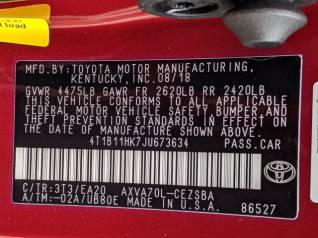 load
MFD.BY:TOYOTA MOTOR MANUFACTURING,
KENTUCKY,INC. 08/18
GVWR 4475LB GAWR FR 2620LB RR 2420LB
THIS VEHICLE CONFORMS TO ALL APPLICABLE
FEDERAL MOTOR VEHICLE SAFETY, BUMPER, AND
THEFT PREVENTION STANDARDS IN EFFECT ON
THE DATE OF MANUFACTURE SHOWN ABOVE.
4T1B11HK7JU673634 PASS.CAR
C/TR:3T3/EA20 AXVA70L-CEZSBA
A/TM:-02A/UB80E MADE IN U.S.A. 86527